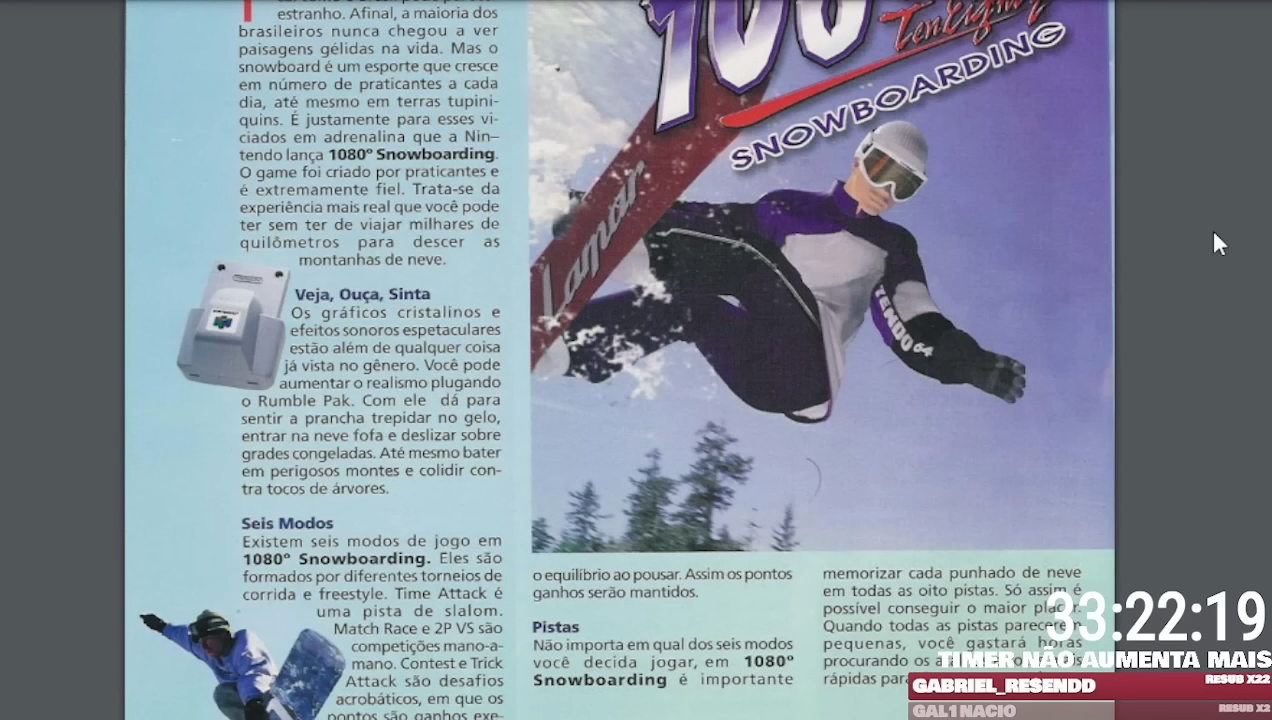 estranho. Afinal, a maioria dos
brasileiros nunca chegou a ver
paisagens gélidas na vida. Mas o
snowboard é um esporte que cresce
em número de praticantes a cada
dia, até mesmo em terras tupini-
quins. É justamente para esses vi-
ciados em adrenalina que a Nin-
tendo lança 1080º Snowboarding.
O game foi criado por praticantes e
é extremamente fiel. Trata-se da
experiência mais real que você pode
ter sem ter de viajar milhares de
quilômetros para descer as
montanhas de neve.
Veja, Ouça, Sinta
Os gráficos cristalinos e
efeitos sonoros espetaculares
estão além de qualquer coisa
já vista no gênero. Você pode
aumentar o realismo plugando
o Rumble Pak. Com ele dá para
sentir a prancha trepidar no gelo,
entrar na neve fofa e deslizar sobre
grades congeladas. Até mesmo bater
em perigosos montes e colidir con-
tra tocos de árvores.
Seis Modos
Existem seis modos de jogo em
1080º Snowboarding. Eles são
formados por diferentes torneios de
corrida e freestyle. Time Attack é
uma pista de slalom.
Match Race e 2P VS são
competições mano-a-
mano. Contest e Trick
Attack são desafios
acrobáticos, em que os
pontos são ganhos exe-
TenEighty
SNOWBOARDING
Lamar
TENDO 64
o equilíbrio ao pousar. Assim os pontos
ganhos serão mantidos.
Pistas
Não importa em qual dos seis modos
você decida jogar, em 1080º
Snowboarding é importante
memorizar cada punhado de neve
em todas as oito pistas. Só assim é
possível conseguir o maior
Quando todas as pistas parecerem
pequenas, você gastará horas
procurando os
rápidas
33:22:19
TIMER NÃO AUMENTA MAIS
GABRIEL_RESENDD RESUB X22
GAL1NACIO RESUB X2